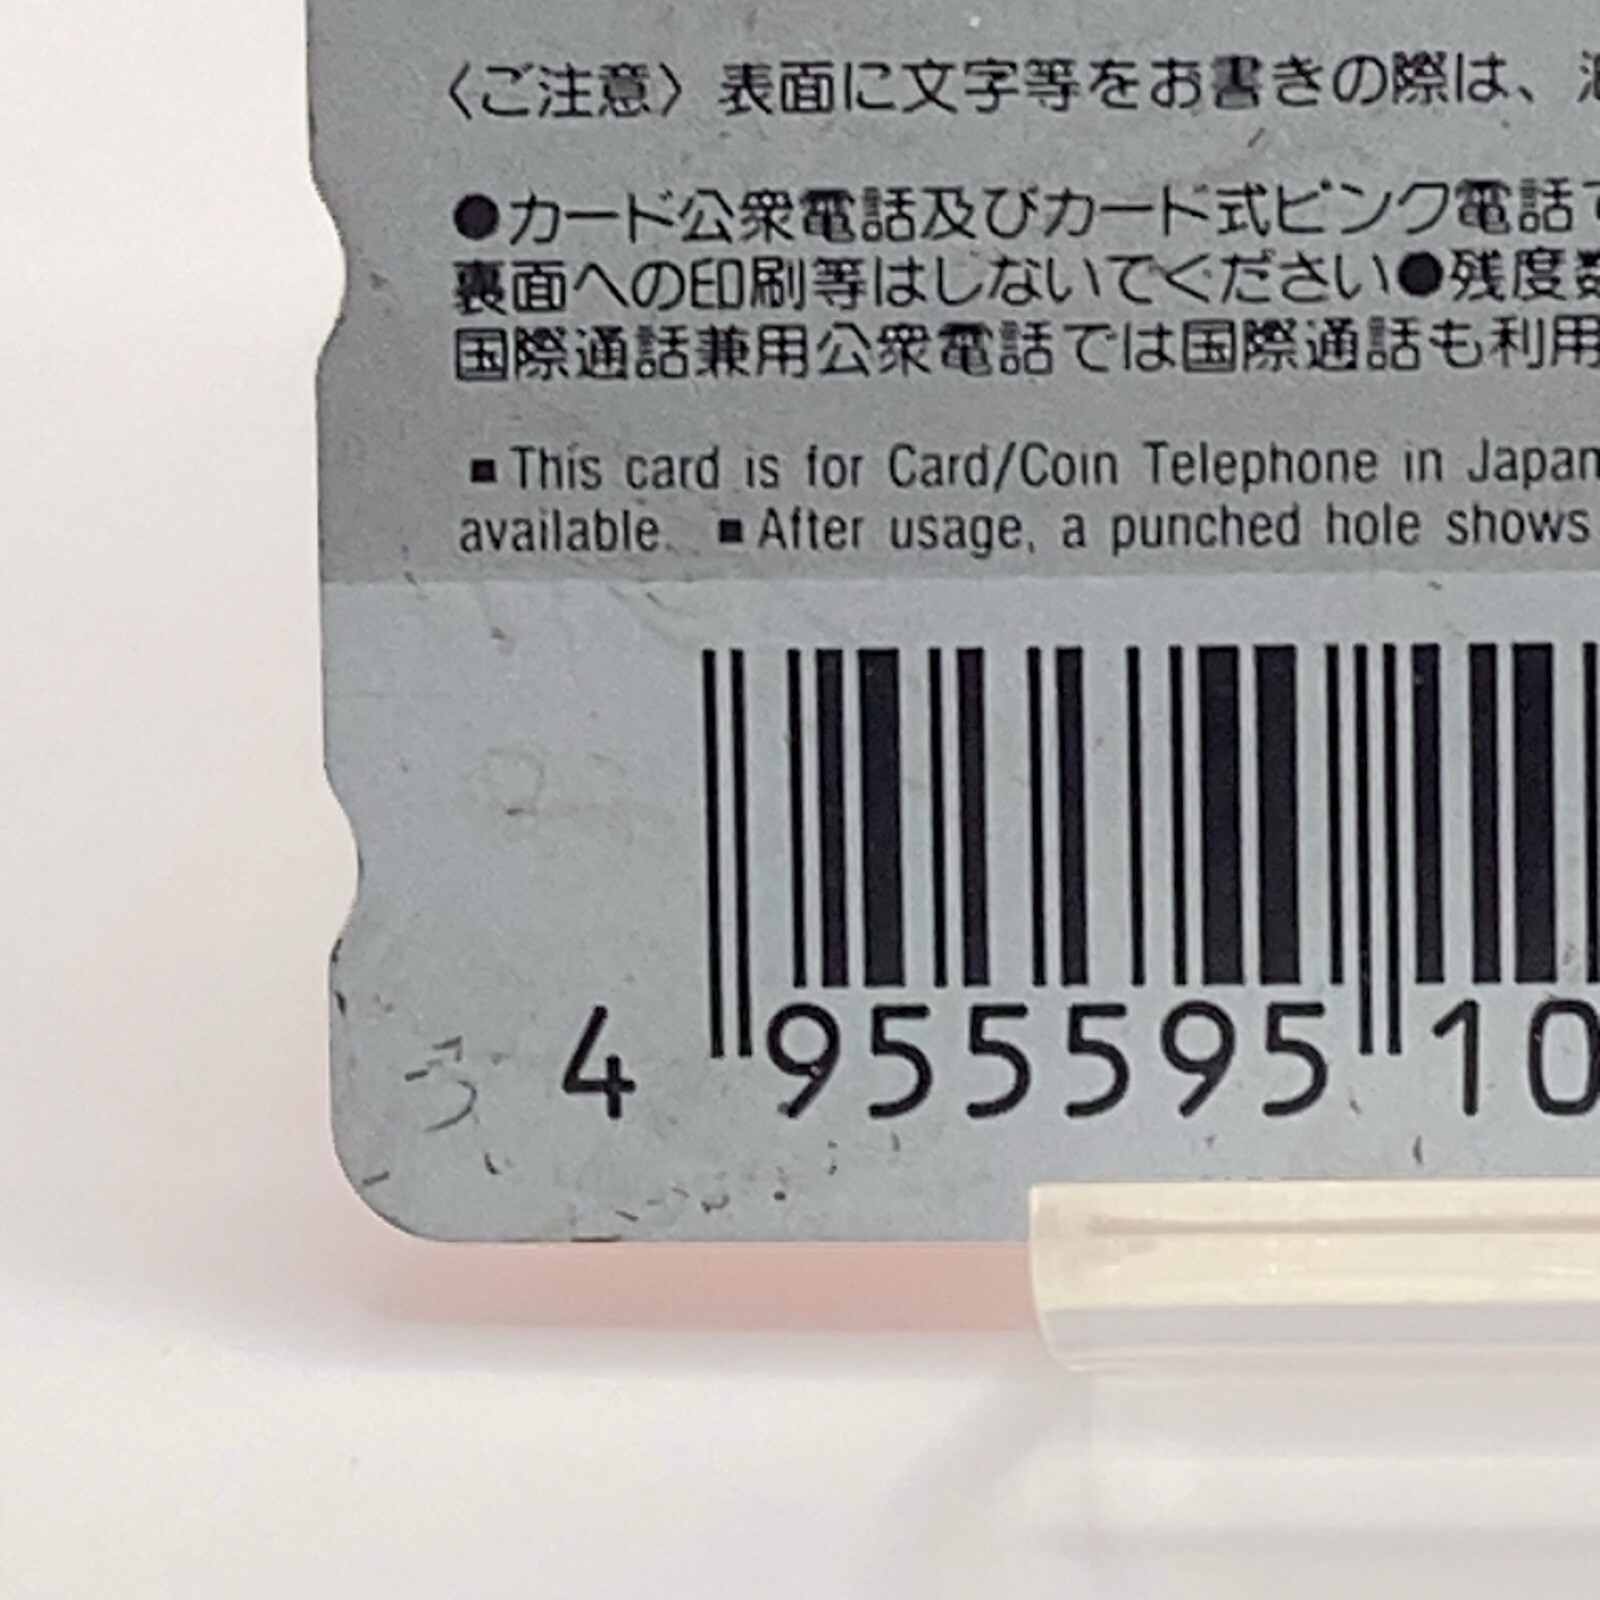 〈ご注意〉表面に文字等をお書きの際は、
●カード公衆電話及びカード式ピンク電話で
裏面への印刷等はしないでください●残度数
国際通話兼用公衆電話では国際通話も利用
■This card is for Card/Coin Telephone in Japan
available. ■After usage, a punched hole shows
4 955595 10